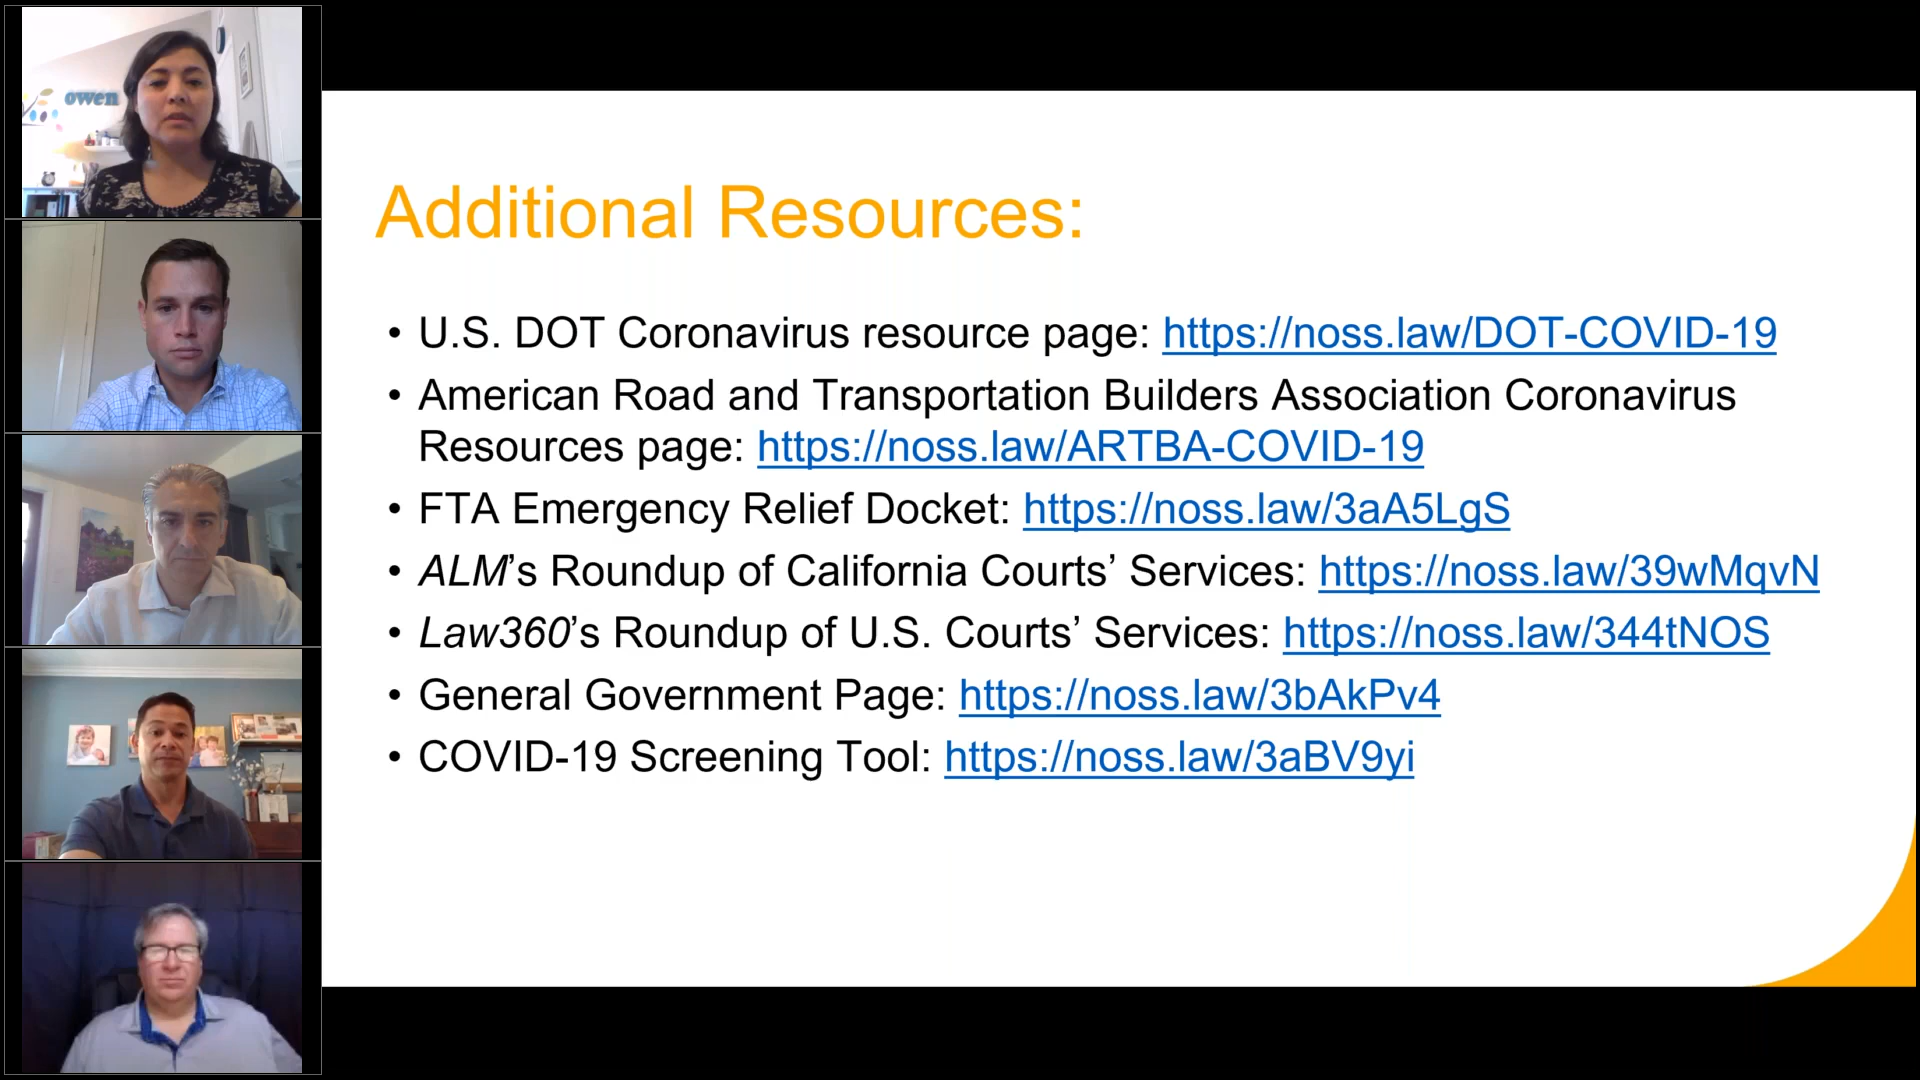 owen
Additional Resources:
• U.S. DOT Coronavirus resource page: https://noss.law/DOT-COVID-19
• American Road and Transportation Builders Association Coronavirus
Resources page: https://noss.law/ARTBA-COVID-19
• FTA Emergency Relief Docket: https://noss.law/3aA5LgS
• ALM’s Roundup of California Courts’ Services: https://noss.law/39wMqvN
• Law360’s Roundup of U.S. Courts’ Services: https://noss.law/344tNOS
• General Government Page: https://noss.law/3bAkPv4
• COVID-19 Screening Tool: https://noss.law/3aBV9yi